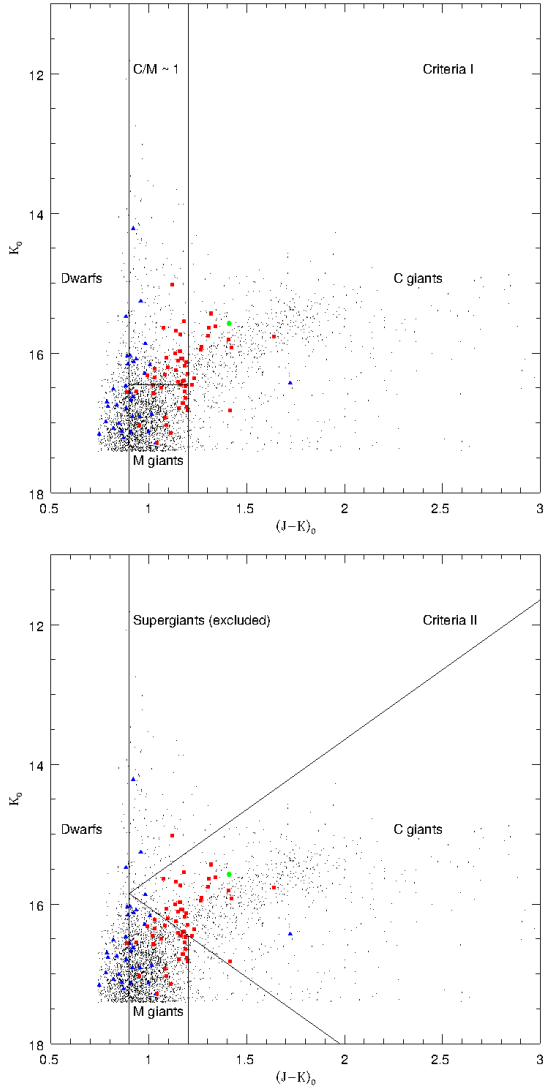 12
C/M ~ 1
Criteria I
14
K₀
Dwarfs
C giants
16
M giants
18
0.5
1
1.5
2
2.5
3
(J−K)₀
12
Supergiants (excluded)
Criteria II
14
K₀
Dwarfs
C giants
16
M giants
18
0.5
1
1.5
2
2.5
3
(J−K)₀